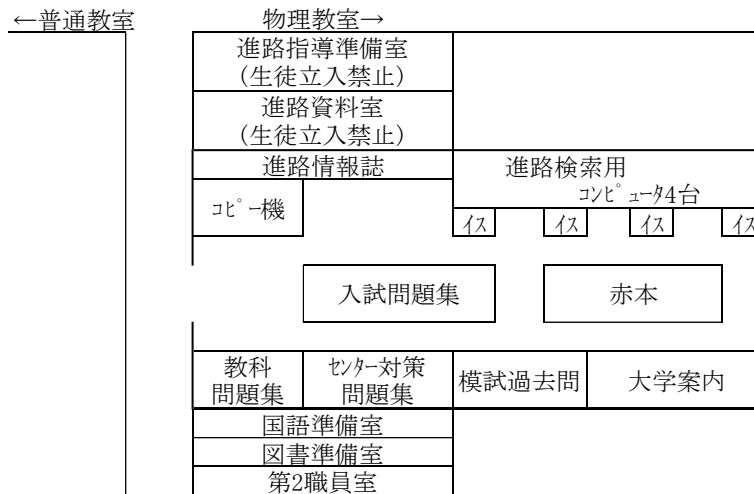 ←普通教室 物理教室→
進路指導準備室
(生徒立入禁止)
進路資料室
(生徒立入禁止)
進路情報誌
進路検索用
ｺﾋﾟｰ機
ｺﾝﾋﾟｭｰﾀ4台
ｲｽ ｲｽ ｲｽ ｲｽ
入試問題集 赤本
教科
問題集
ｾﾝﾀｰ対策
問題集
模試過去問
大学案内
国語準備室
図書準備室
第2職員室